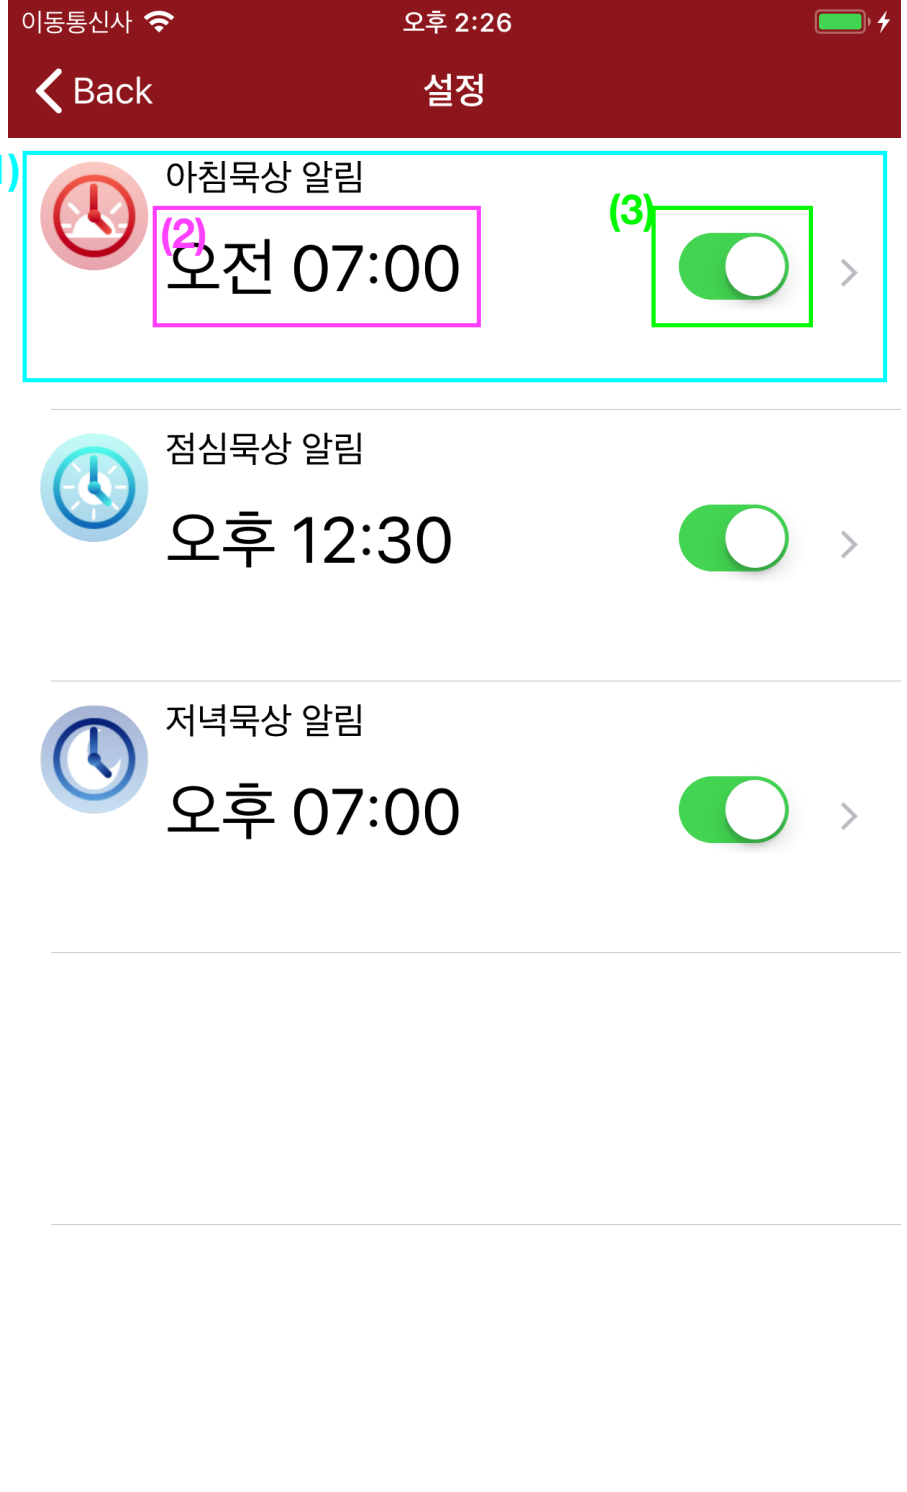 이동통신사 오후 2:26
Back 설정
1)
아침묵상 알림
(2)
오전 07:00
(3)
점심묵상 알림
오후 12:30
저녁묵상 알림
오후 07:00